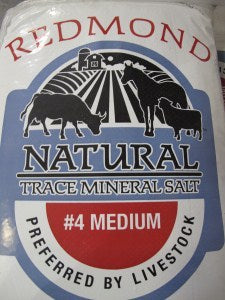 REDMOND
NATURAL
TRACE MINERAL SALT
#4 MEDIUM
PREFERRED BY LIVESTOCK